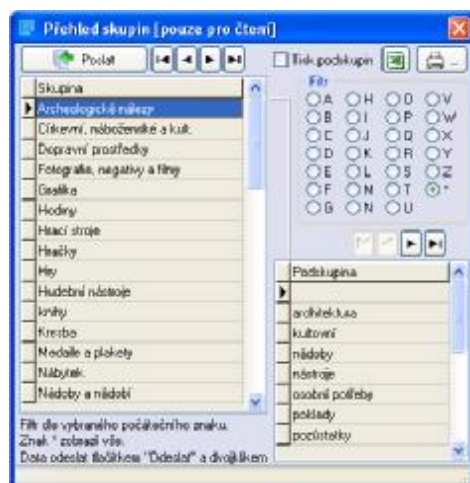 Přehled skupin [pouze pro čtení]
Poslat
Tisk podskupin
Filtr
A H O V
B I P W
C J Q X
D K R Y
E L S Z
F M T *
G N U
Skupina
Archeologické nálezy
Církevní, náboženské a kult.
Dopravní prostředky
Fotografie, negativy a filmy
Grafika
Hodiny
Hrací stroje
Hračky
Hry
Hudební nástroje
knihy
Kresba
Medaile a plakety
Nábytek
Nádoby a nádobí
Podskupina
architektura
kultovní
nádoby
nástroje
osobní potřeby
poklady
pozůstatky
Filtr dle vybraného počátečního znaku.
Znak * zobrazí vše.
Data odeslat tlačítkem "Odeslat" a dvojklikem